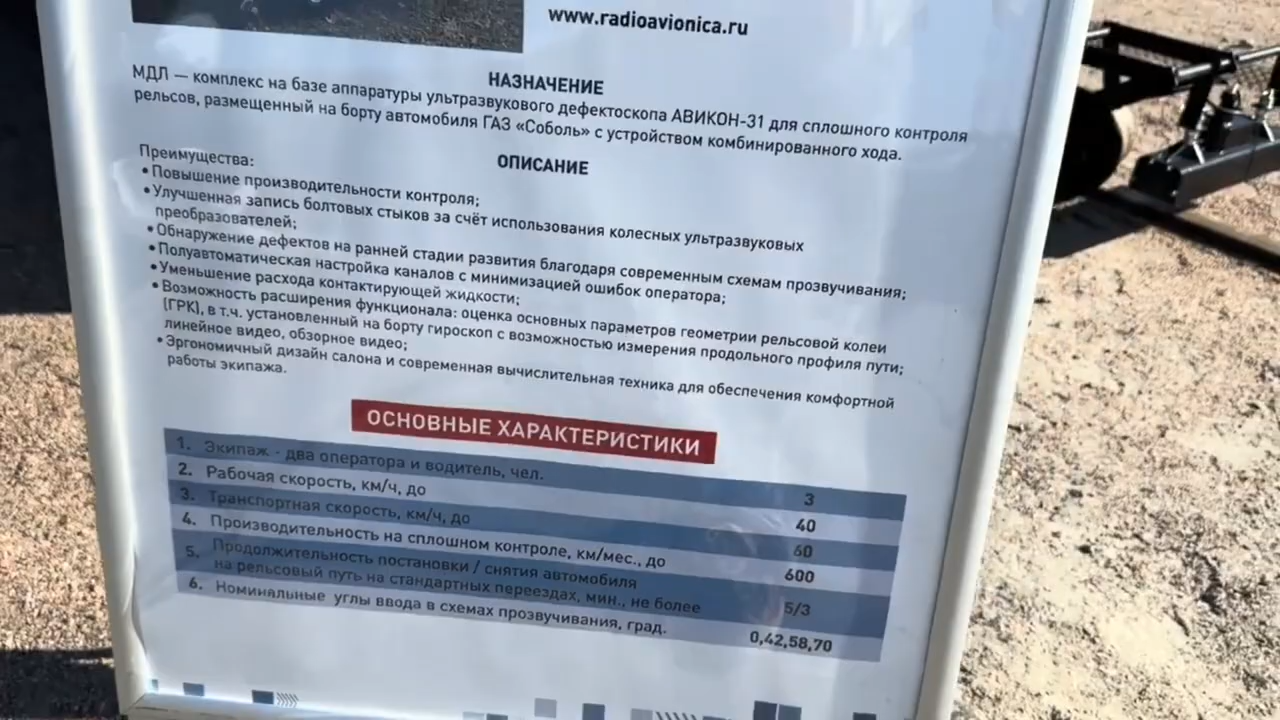 www.radioavionica.ru
НАЗНАЧЕНИЕ
МДЛ — комплекс на базе аппаратуры ультразвукового дефектоскопа АВИКОН-31 для сплошного контроля
рельсов, размещенный на борту автомобиля ГАЗ «Соболь» с устройством комбинированного хода.
ОПИСАНИЕ
Преимущества:
• Повышение производительности контроля;
• Улучшенная запись болтовых стыков за счёт использования колесных ультразвуковых
преобразователей;
• Обнаружение дефектов на ранней стадии развития благодаря современным схемам прозвучивания;
• Полуавтоматическая настройка каналов с минимизацией ошибок оператора;
• Уменьшение расхода контактирующей жидкости;
• Возможность расширения функционала: оценка основных параметров геометрии рельсовой колеи
(ГРК), в т.ч. установленный на борту гироскоп с возможностью измерения продольного профиля пути;
линейное видео, обзорное видео;
• Эргономичный дизайн салона и современная вычислительная техника для обеспечения комфортной
работы экипажа.
ОСНОВНЫЕ ХАРАКТЕРИСТИКИ
1. Экипаж - два оператора и водитель, чел. 3
2. Рабочая скорость, км/ч, до 40
3. Транспортная скорость, км/ч, до 60
4. Производительность на сплошном контроле, км/мес., до 600
5. Продолжительность постановки / снятия автомобиля
на рельсовый путь на стандартных переездах, мин., не более 5/3
6. Номинальные углы ввода в схемах прозвучивания, град. 0,42,58,70